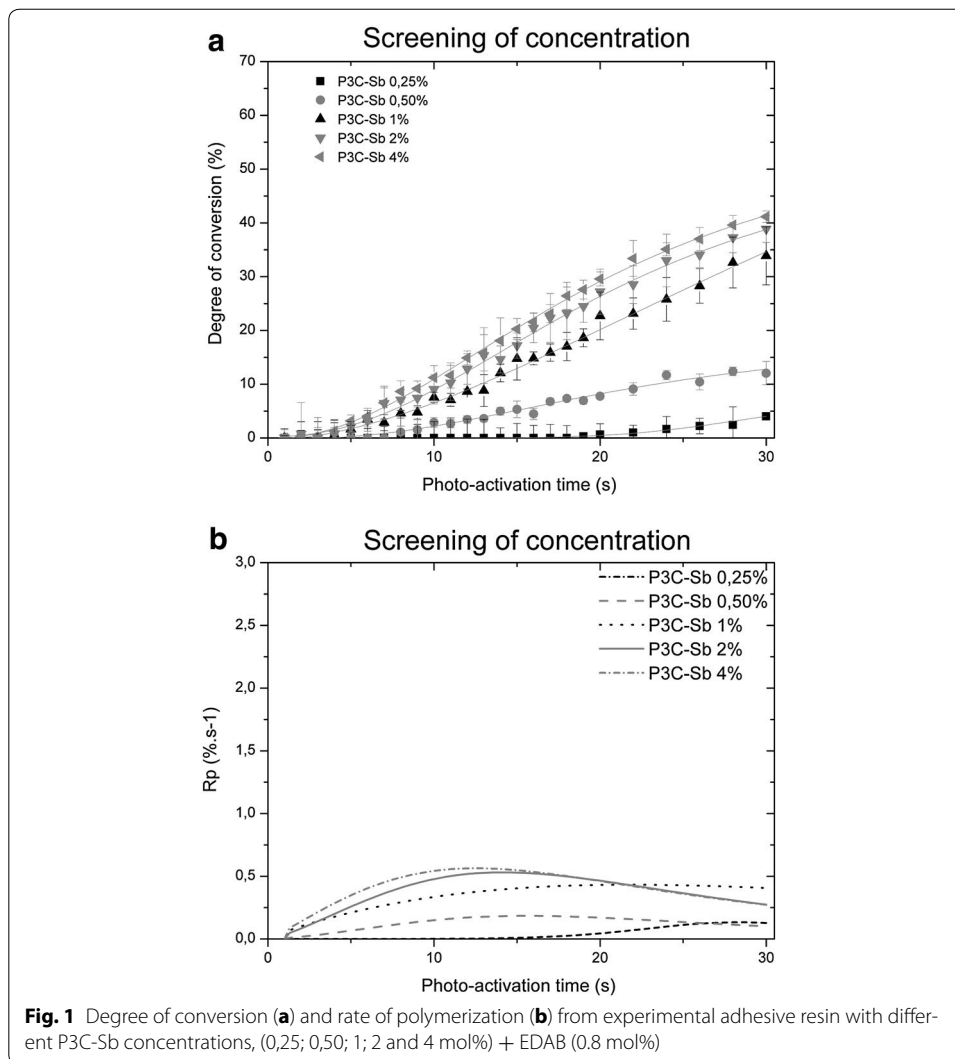 a
Screening of concentration
70
60
50
40
30
20
10
0
Degree of conversion (%)
P3C-Sb 0,25%
P3C-Sb 0,50%
P3C-Sb 1%
P3C-Sb 2%
P3C-Sb 4%
0 10 20 30
Photo-activation time (s)
b
Screening of concentration
3,0
2,5
2,0
1,5
1,0
0,5
0,0
Rp (%.s-1)
P3C-Sb 0,25%
P3C-Sb 0,50%
P3C-Sb 1%
P3C-Sb 2%
P3C-Sb 4%
0 10 20 30
Photo-activation time (s)
Fig. 1 Degree of conversion (a) and rate of polymerization (b) from experimental adhesive resin with differ-
ent P3C-Sb concentrations, (0,25; 0,50; 1; 2 and 4 mol%) + EDAB (0.8 mol%)